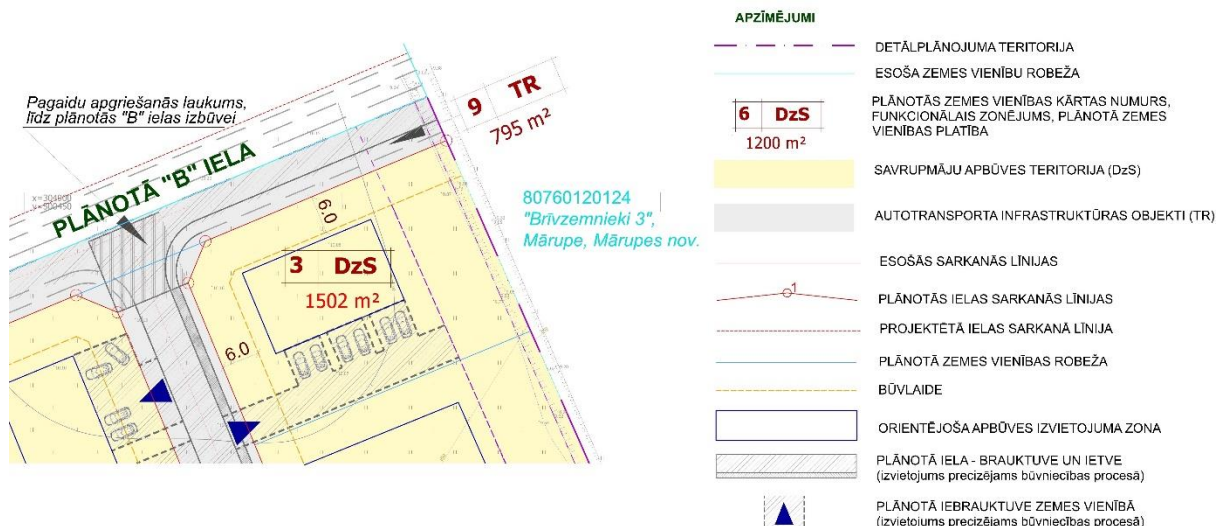 Pagaidu apgriešanās laukums,
līdz plānotās "B" ielas izbūvei
PLĀNOTĀ "B" IELA
9 TR
795 m²
80760120124
"Brīvzemnieki 3",
Mārupe, Mārupes nov.
6.0
3 DzS
1502 m²
6.0
APZĪMĒJUMI
DETĀLPLĀNOJUMA TERITORIJA
ESOŠA ZEMES VIENĪBU ROBEŽA
6 DzS
1200 m²
PLĀNOTĀS ZEMES VIENĪBAS KĀRTAS NUMURS,
FUNKCIONĀLAIS ZONĒJUMS, PLĀNOTĀ ZEMES
VIENĪBAS PLATĪBA
SAVRUPMĀJU APBŪVES TERITORIJA (DzS)
AUTOTRANSPORTA INFRASTRUKTŪRAS OBJEKTI (TR)
ESOŠĀS SARKANĀS LĪNIJAS
1
PLĀNOTĀS IELAS SARKANĀS LĪNIJAS
PROJEKTĒTĀ IELAS SARKANĀ LĪNIJA
PLĀNOTĀ ZEMES VIENĪBAS ROBEŽA
BŪVLAIDE
ORIENTĒJOŠA APBŪVES IZVIETOJUMA ZONA
PLĀNOTĀ IELA - BRAUKTUVE UN IETVE
(izvietojums precizējams būvniecības procesā)
PLĀNOTĀ IEBRAUKTUVE ZEMES VIENĪBĀ
(izvietojums precizējams būvniecības procesā)